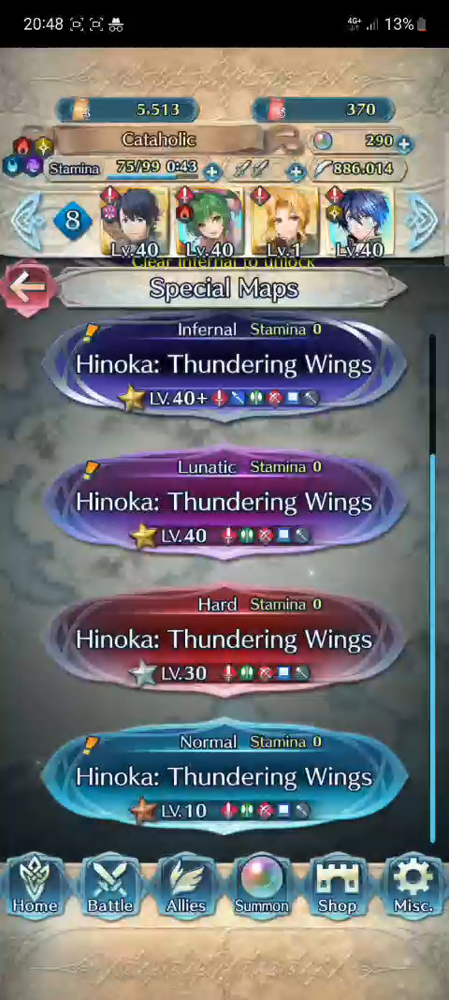 20:48 4G+ 13%
5.513 370
Cataholic 290
Stamina 75/99 0:43 886.014
8 Lv.40 Lv.40 Lv.1 Lv.40
Clear Infernal to unlock
Special Maps
Infernal Stamina 0
Hinoka: Thundering Wings
LV.40+
Lunatic Stamina 0
Hinoka: Thundering Wings
LV.40
Hard Stamina 0
Hinoka: Thundering Wings
LV.30
Normal Stamina 0
Hinoka: Thundering Wings
LV.10
Home Battle Allies Summon Shop Misc.